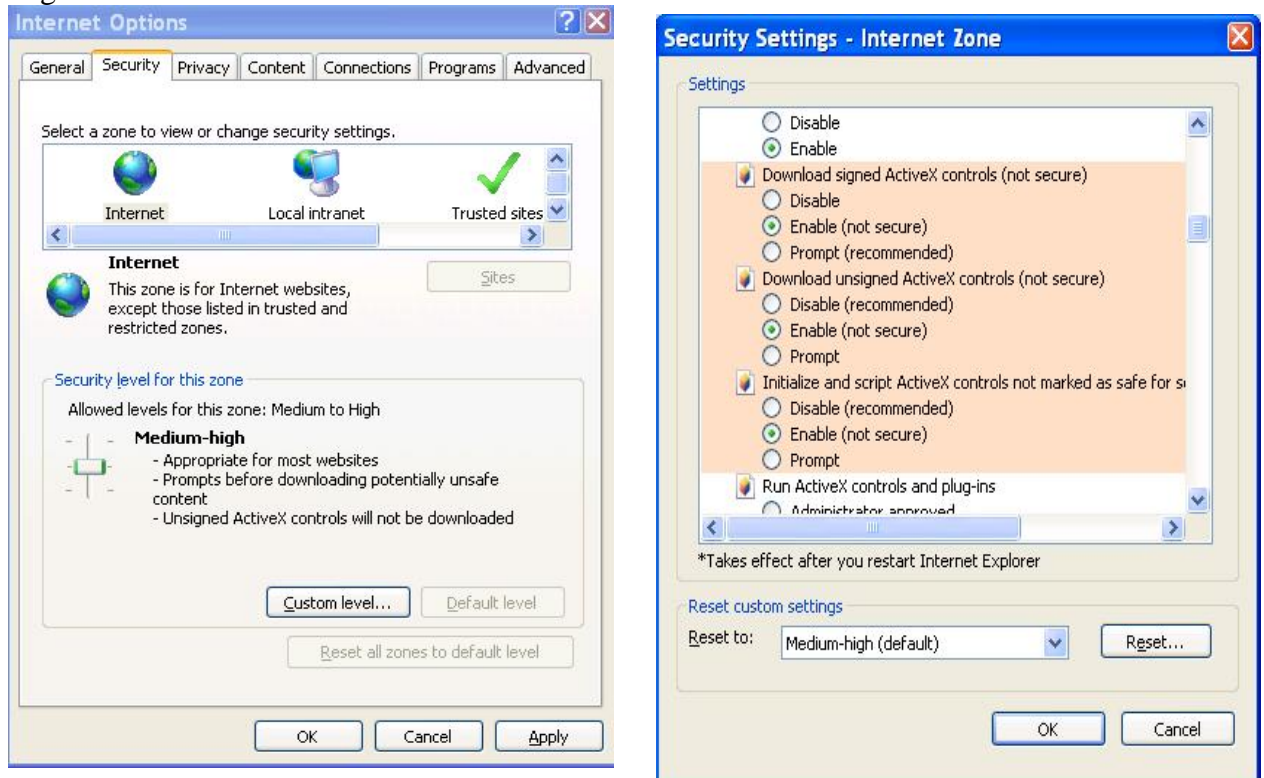 Internet Options
General Security Privacy Content Connections Programs Advanced
Select a zone to view or change security settings.
Internet Local intranet Trusted sites
Internet
Sites
This zone is for Internet websites,
except those listed in trusted and
restricted zones.
Security level for this zone
Allowed levels for this zone: Medium to High
Medium-high
- Appropriate for most websites
- Prompts before downloading potentially unsafe
content
- Unsigned ActiveX controls will not be downloaded
Custom level... Default level
Reset all zones to default level
OK Cancel Apply
Security Settings - Internet Zone
Settings
Disable
Enable
Download signed ActiveX controls (not secure)
Disable
Enable (not secure)
Prompt (recommended)
Download unsigned ActiveX controls (not secure)
Disable (recommended)
Enable (not secure)
Prompt
Initialize and script ActiveX controls not marked as safe for
Disable (recommended)
Enable (not secure)
Prompt
Run ActiveX controls and plug-ins
Administrator approved
*Takes effect after you restart Internet Explorer
Reset custom settings
Reset to: Medium-high (default) Reset...
OK Cancel